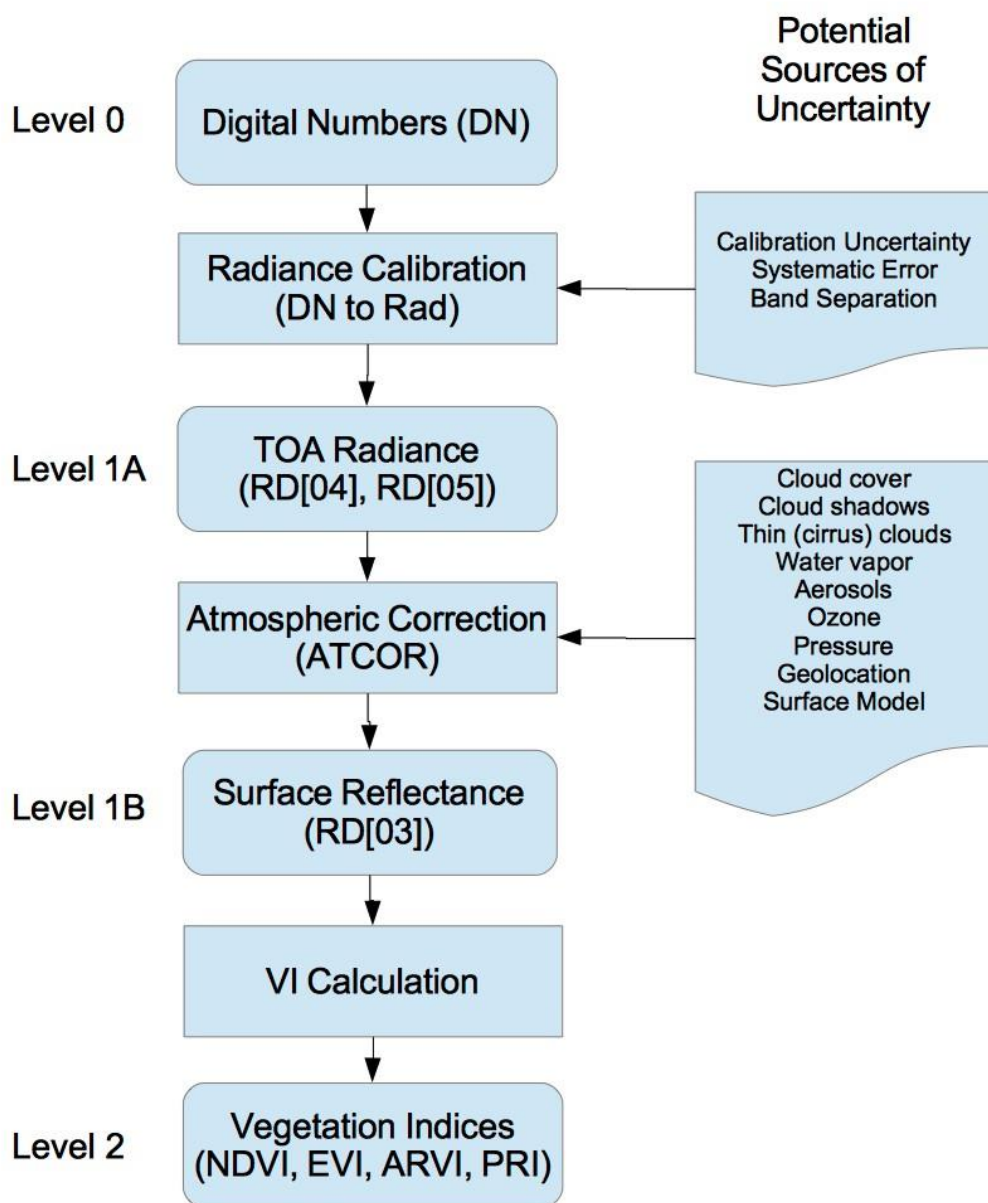 Potential
Sources of
Uncertainty
Level 0
Digital Numbers (DN)
Radiance Calibration
(DN to Rad)
Calibration Uncertainty
Systematic Error
Band Separation
Level 1A
TOA Radiance
(RD[04], RD[05])
Atmospheric Correction
(ATCOR)
Cloud cover
Cloud shadows
Thin (cirrus) clouds
Water vapor
Aerosols
Ozone
Pressure
Geolocation
Surface Model
Level 1B
Surface Reflectance
(RD[03])
VI Calculation
Level 2
Vegetation Indices
(NDVI, EVI, ARVI, PRI)